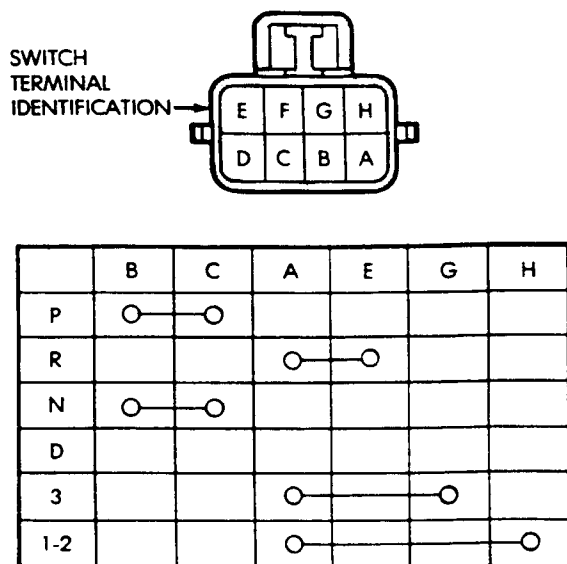 SWITCH
TERMINAL
IDENTIFICATION
E F G H
D C B A
B C A E G H
P
R
N
D
3
1-2